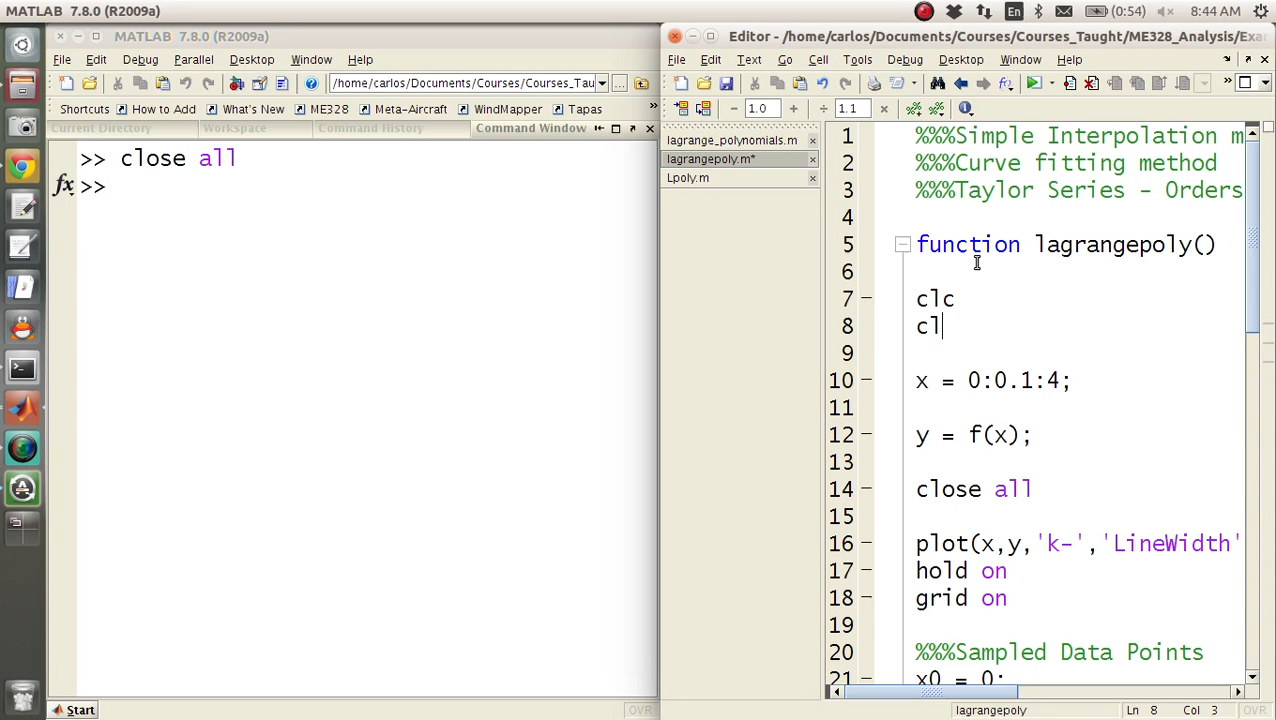 MATLAB 7.8.0 (R2009a)
En
(0:54)
8:44 AM
MATLAB 7.8.0 (R2009a)
File Edit Debug Parallel Desktop Window Help
/home/carlos/Documents/Courses/Courses_Tau
...
Shortcuts How to Add What's New ME328 Meta-Aircraft WindMapper Tapas
»
Current Directory Workspace Command History Command Window
>> close all
fx >>
Start
OVR
Editor - /home/carlos/Documents/Courses/Courses_Taught/ME328_Analysis/Exa
File Edit Text Go Cell Tools Debug Desktop Window Help
»
− 1.0 + ÷ 1.1 ×
lagrange_polynomials.m
lagrangepoly.m*
Lpoly.m
1 %%%Simple Interpolation m
2 %%%Curve fitting method
3 %%%Taylor Series - Orders
4
5 function lagrangepoly()
6
7 – clc
8 – cl
9
10 – x = 0:0.1:4;
11
12 – y = f(x);
13
14 – close all
15
16 – plot(x,y,'k-','LineWidth'
17 – hold on
18 – grid on
19
20 %%%Sampled Data Points
21 x0 = 0;
lagrangepoly
Ln 8 Col 3
OVR